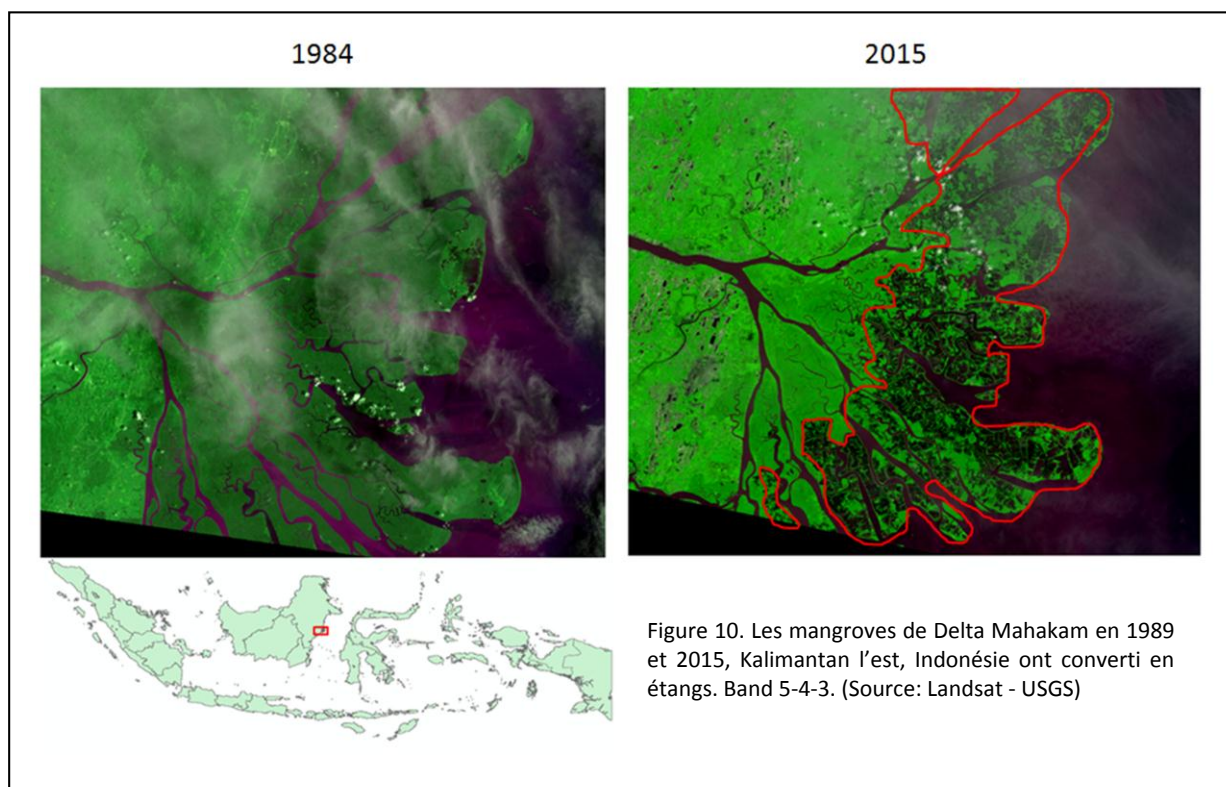 1984
2015
Figure 10. Les mangroves de Delta Mahakam en 1989
et 2015, Kalimantan l’est, Indonésie ont converti en
étangs. Band 5-4-3. (Source: Landsat - USGS)